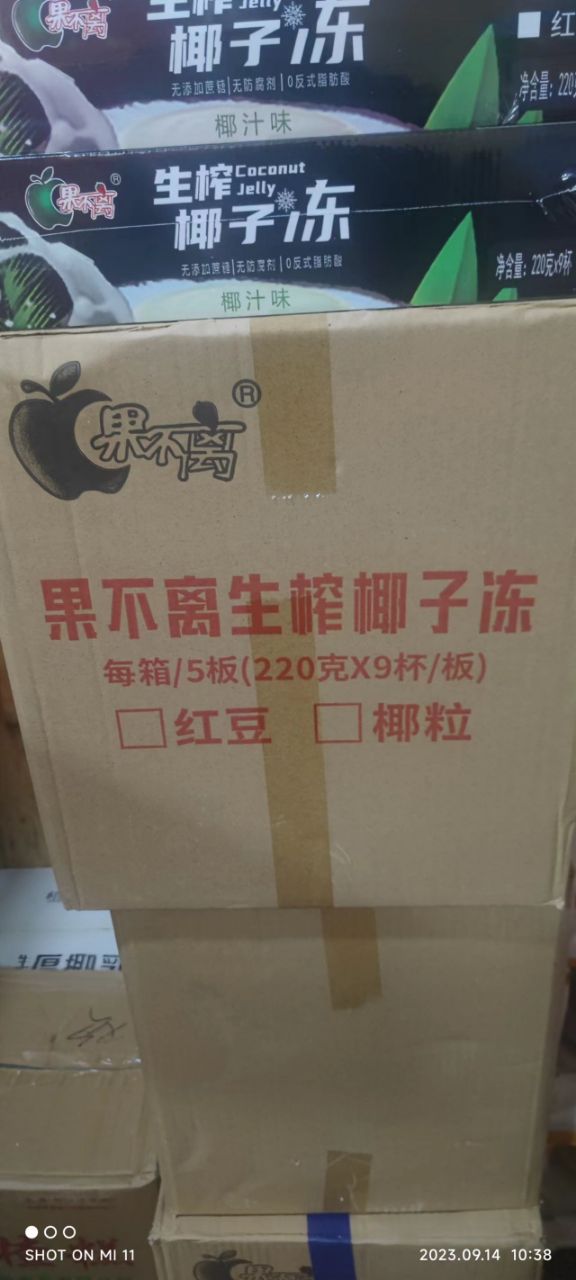 果不离
生榨
Jelly
椰子冻
红
无添加蔗糖|无防腐剂|0反式脂肪酸
净含量：220
椰汁味
果不离®
生榨
Coconut
Jelly
椰子冻
无添加蔗糖|无防腐剂|0反式脂肪酸
净含量：220克x9杯
椰汁味
果不离®
果不离生榨椰子冻
每箱/5板(220克X9杯/板)
□红豆 □椰粒
SHOT ON MI 11
2023.09.14 10:38